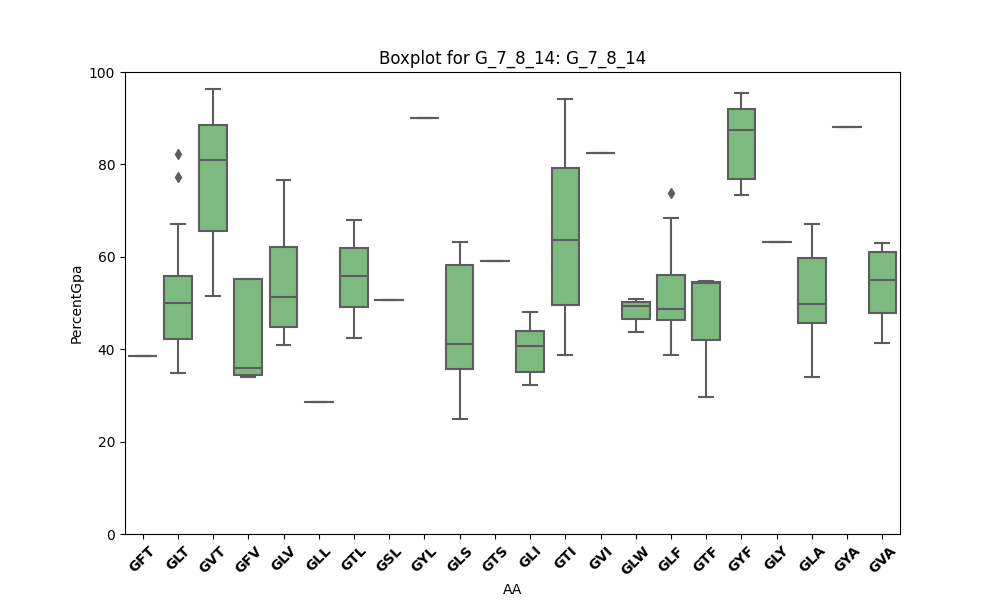 Boxplot for G_7_8_14: G_7_8_14
PercentGpa
100
80
60
40
20
0
GFT GLT GVT GFV GLV GLL GTL GSL GYL GLS GTS GLI GTI GVI GLW GLF GTF GYF GLY GLA GYA GVA
AA